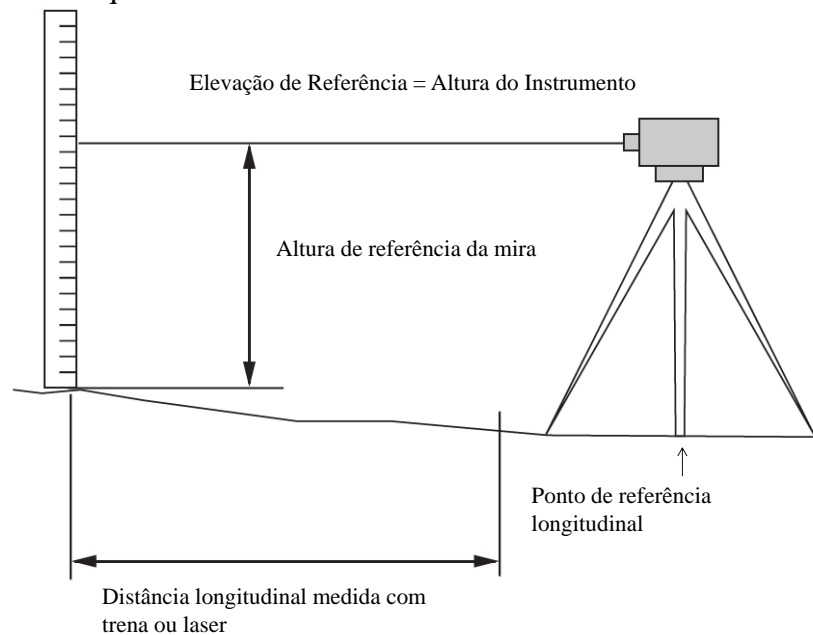 Elevação de Referência = Altura do Instrumento
Altura de referência da mira
Ponto de referência
longitudinal
Distância longitudinal medida com
trena ou laser